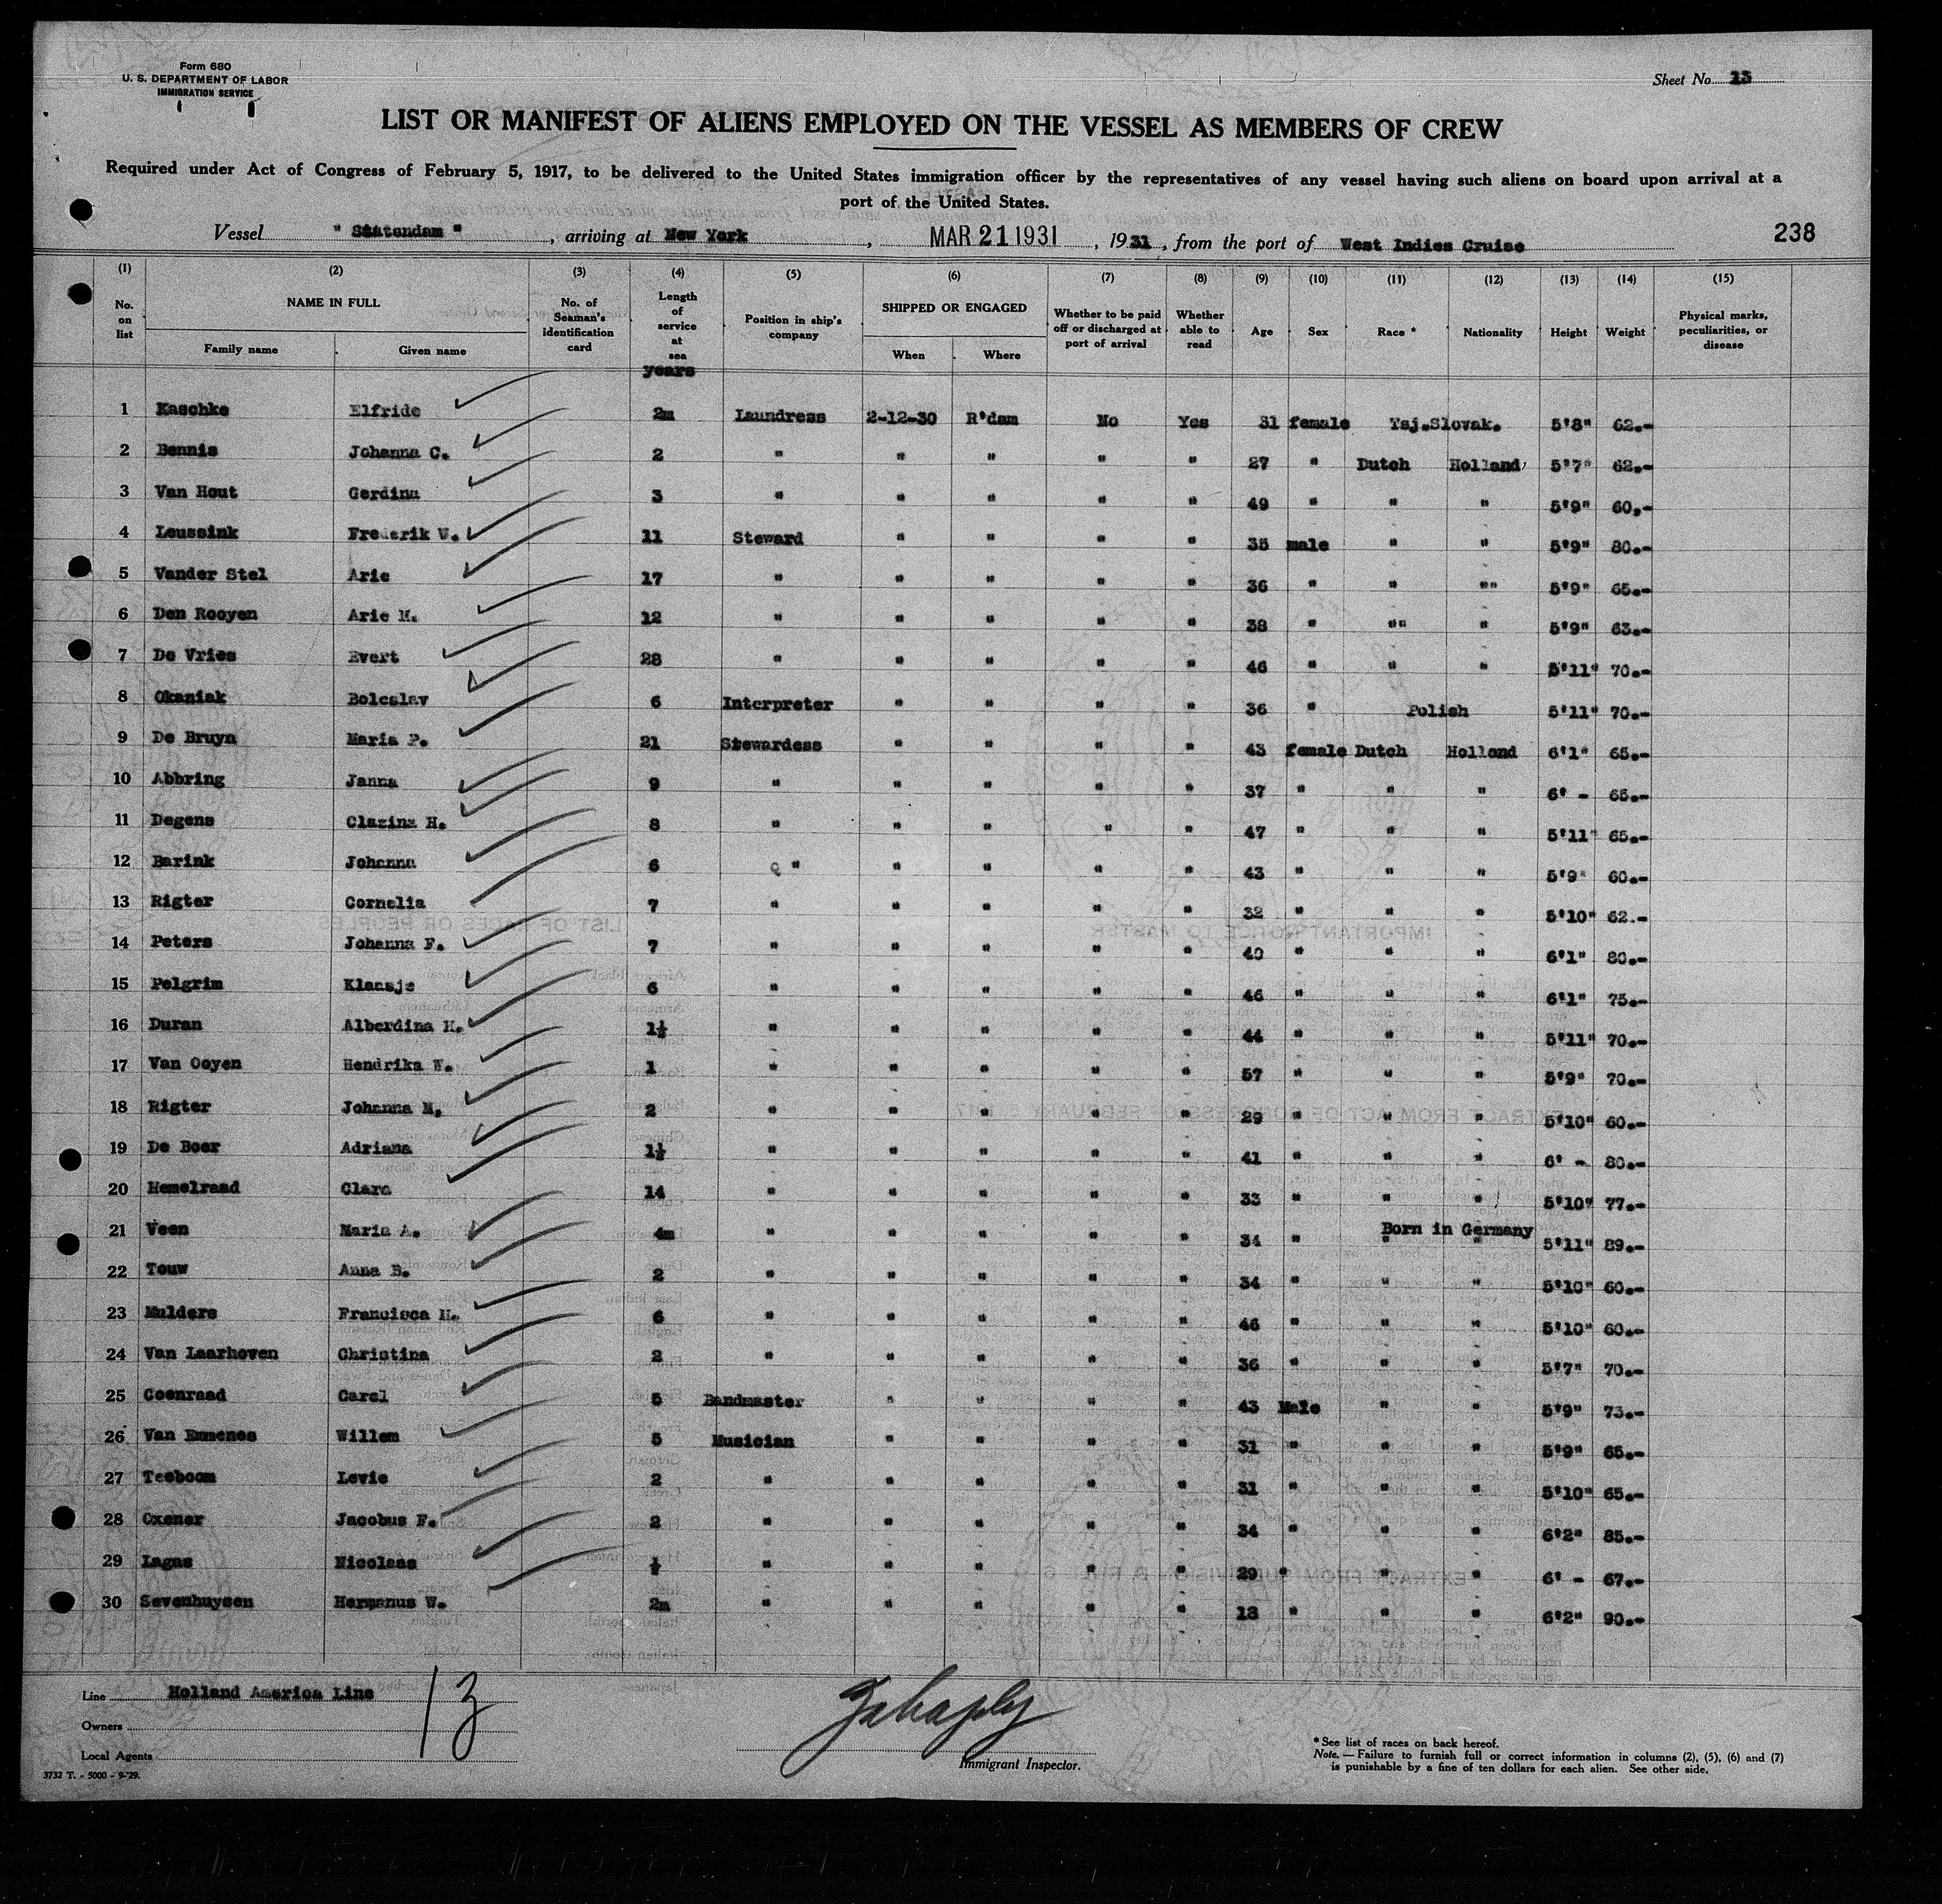 Form 680
U. S. DEPARTMENT OF LABOR
IMMIGRATION SERVICE
Sheet No. 13
LIST OR MANIFEST OF ALIENS EMPLOYED ON THE VESSEL AS MEMBERS OF CREW
Required under Act of Congress of February 5, 1917, to be delivered to the United States immigration officer by the representatives of any vessel having such aliens on board upon arrival at a
port of the United States.
Vessel " Statendam " , arriving at New York , MAR 21 1931 , 1931 , from the port of West Indies Cruise 238
(1) (2) (3) (4) (5) (6) (7) (8) (9) (10) (11) (12) (13) (14) (15)
No. on list NAME IN FULL Family name Given name No. of Seaman's identification card Length of service at sea years Position in ship's company SHIPPED OR ENGAGED When Where Whether to be paid off or discharged at port of arrival Whether able to read Age Sex Race * Nationality Height Weight Physical marks, peculiarities, or disease
1 Kaschke Elfride 2m Laundress 2-12-30 R'dam No Yes 31 female Tsj.Slovak. 5'8" 62.-
2 Bennis Johanna C. 2 " " " " " 27 " Dutch Holland 5'7" 62.-
3 Van Hout Gerdina 3 " " " " " 49 " " " 5'9" 60.-
4 Leussink Frederik W. 11 Steward " " " " 35 male " " 5'9" 80.-
5 Vander Stel Arie 17 " " " " " 36 " " "" 5'9" 65.-
6 Den Rooyen Arie M. 12 " " " " " 38 " "" " 5'9" 63.-
7 De Vries Evert 28 " " " " " 46 " " " 5'11" 70.-
8 Okaniak Boleslav 6 Interpreter " " " " 36 " Polish 5'11" 70.-
9 De Bruyn Maria P. 21 Stewardess " " " " 43 female Dutch Holland 6'1" 65.-
10 Abbring Janna 9 " " " " " 37 " " " 6' - 65.-
11 Degens Clazina H. 8 " " " " " 47 " " " 5'11" 65.-
12 Barink Johanna 6 " " " " " 43 " " " 5'9" 60.-
13 Rigter Cornelia 7 " " " " " 32 " " " 5'10" 62.-
14 Peters Johanna F. 7 " " " " " 40 " " " 6'1" 80.-
15 Pelgrim Klaasje 6 " " " " " 46 " " " 6'1" 75.-
16 Duran Alberdina H. 1½ " " " " " 44 " " " 5'11" 70.-
17 Van Ooyen Hendrika W. 1 " " " " " 57 " " " 5'9" 70.-
18 Rigter Johanna M. 2 " " " " " 29 " " " 5'10" 60.-
19 De Boer Adriana 1½ " " " " " 41 " " " 6' - 80.-
20 Hemelraad Clara 14 " " " " " 33 " " " 5'10" 77.-
21 Veen Maria A. 4m " " " " " 34 " Born in Germany " " 5'11" 89.-
22 Touw Anna B. 2 " " " " " 34 " " " 5'10" 60.-
23 Mulders Francisca H. 6 " " " " " 46 " " " 5'10" 60.-
24 Van Laarhoven Christina 2 " " " " " 36 " " " 5'7" 70.-
25 Coenraad Carel 5 Bandmaster " " " " 43 Male " " 5'9" 73.-
26 Van Emmenes Willem 5 Musician " " " " 31 " " " 5'9" 65.-
27 Teeboom Levie 2 " " " " " 31 " " " 5'10" 65.-
28 Oxener Jacobus F. 2 " " " " " 34 " " " 6'2" 85.-
29 Lagas Nicolaas ½ " " " " " 29 " " " 6' - 67.-
30 Sevenhuysen Hermanus W. 2m " " " " " 18 " " " 6'2" 90.-
Line Holland America Line 13
Owners
Local Agents
Immigrant Inspector.
3732 T. - 5000 - 9-'29.
* See list of races on back hereof.
Note. — Failure to furnish full or correct information in columns (2), (5), (6) and (7)
is punishable by a fine of ten dollars for each alien. See other side.